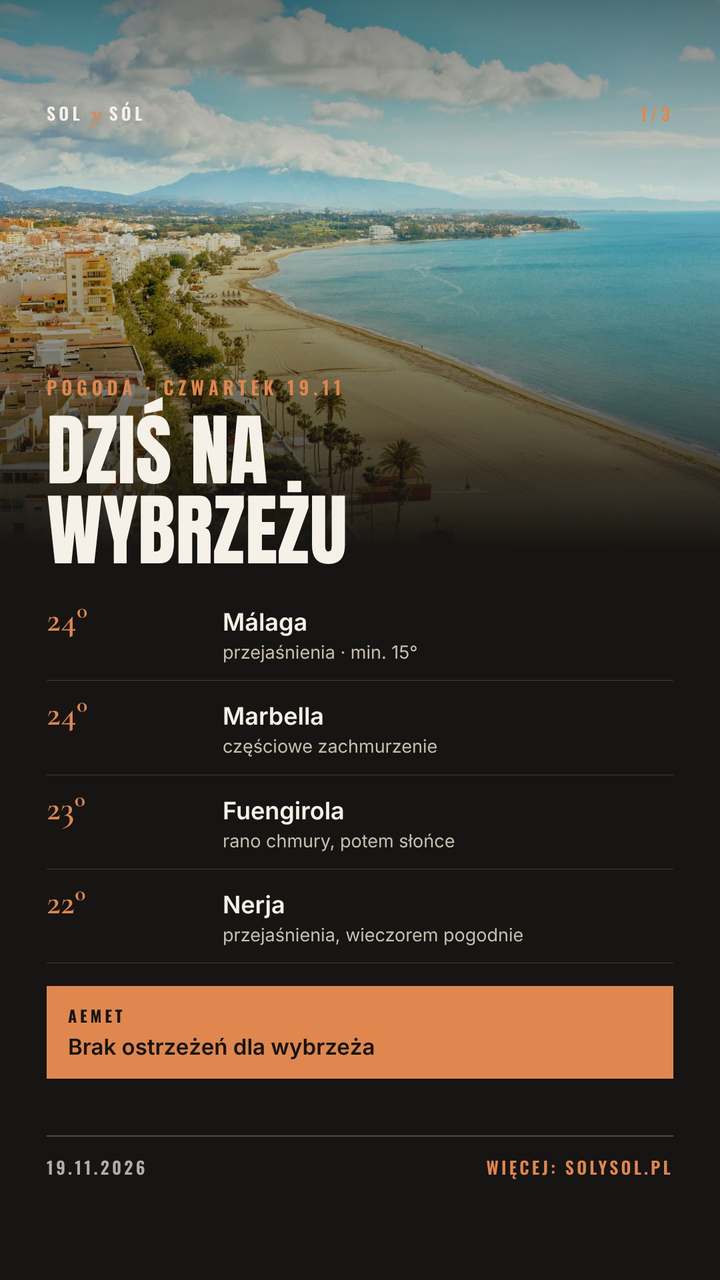 SOL y SÓL
1/3
POGODA · CZWARTEK 19.11
DZIŚ NA
WYBRZEŻU
24°
Málaga
przejaśnienia · min. 15°
24°
Marbella
częściowe zachmurzenie
23°
Fuengirola
rano chmury, potem słońce
22°
Nerja
przejaśnienia, wieczorem pogodnie
AEMET
Brak ostrzeżeń dla wybrzeża
19.11.2026
WIĘCEJ: SOLYSOL.PL